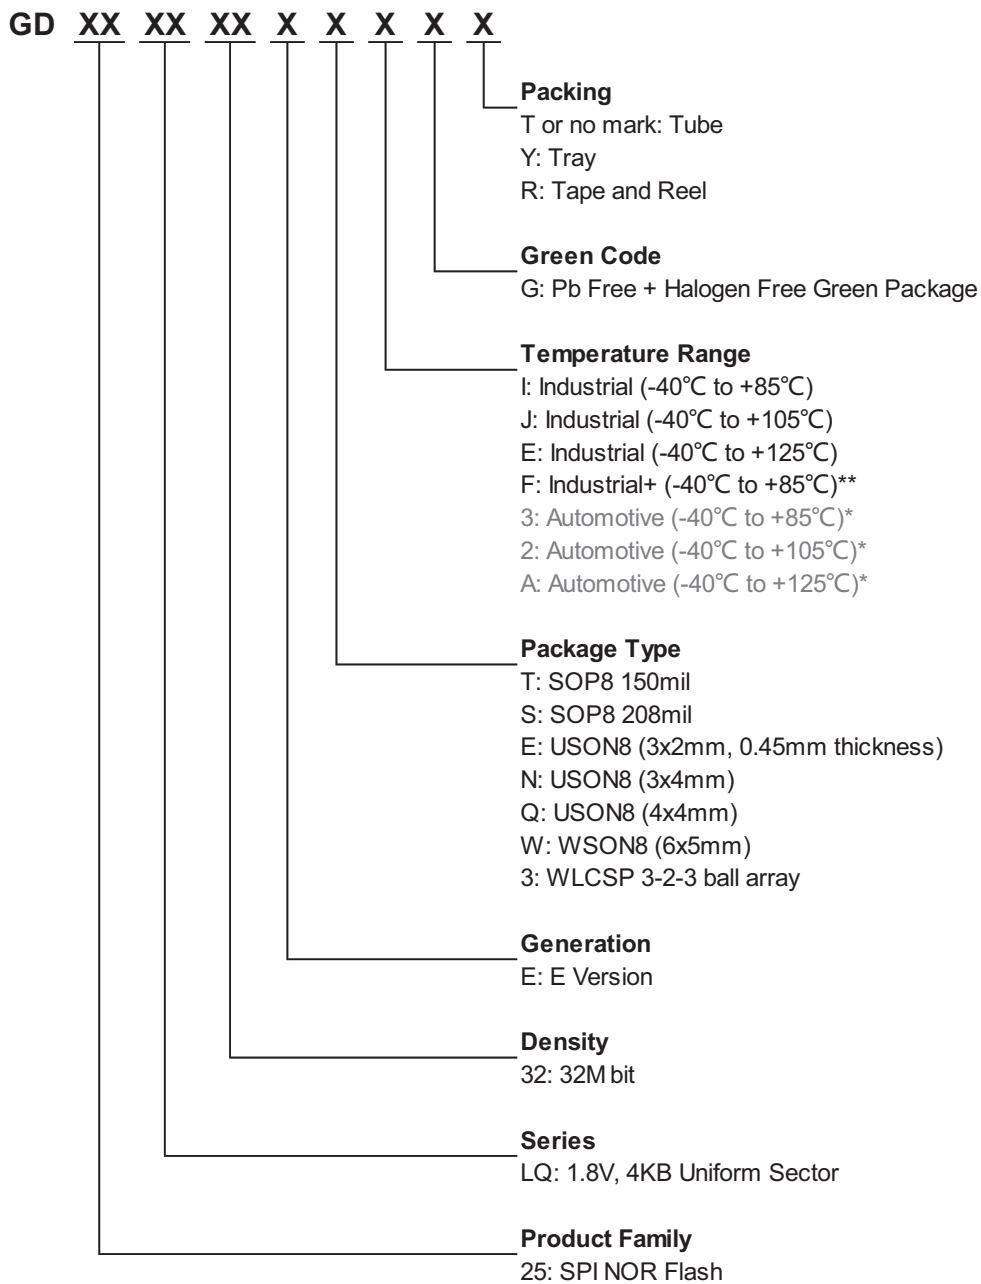 GD XX XX XX X X X X X
Packing
T or no mark: Tube
Y: Tray
R: Tape and Reel
Green Code
G: Pb Free + Halogen Free Green Package
Temperature Range
I: Industrial (-40℃ to +85℃)
J: Industrial (-40℃ to +105℃)
E: Industrial (-40℃ to +125℃)
F: Industrial+ (-40℃ to +85℃)**
3: Automotive (-40℃ to +85℃)*
2: Automotive (-40℃ to +105℃)*
A: Automotive (-40℃ to +125℃)*
Package Type
T: SOP8 150mil
S: SOP8 208mil
E: USON8 (3x2mm, 0.45mm thickness)
N: USON8 (3x4mm)
Q: USON8 (4x4mm)
W: WSON8 (6x5mm)
3: WLCSP 3-2-3 ball array
Generation
E: E Version
Density
32: 32M bit
Series
LQ: 1.8V, 4KB Uniform Sector
Product Family
25: SPI NOR Flash